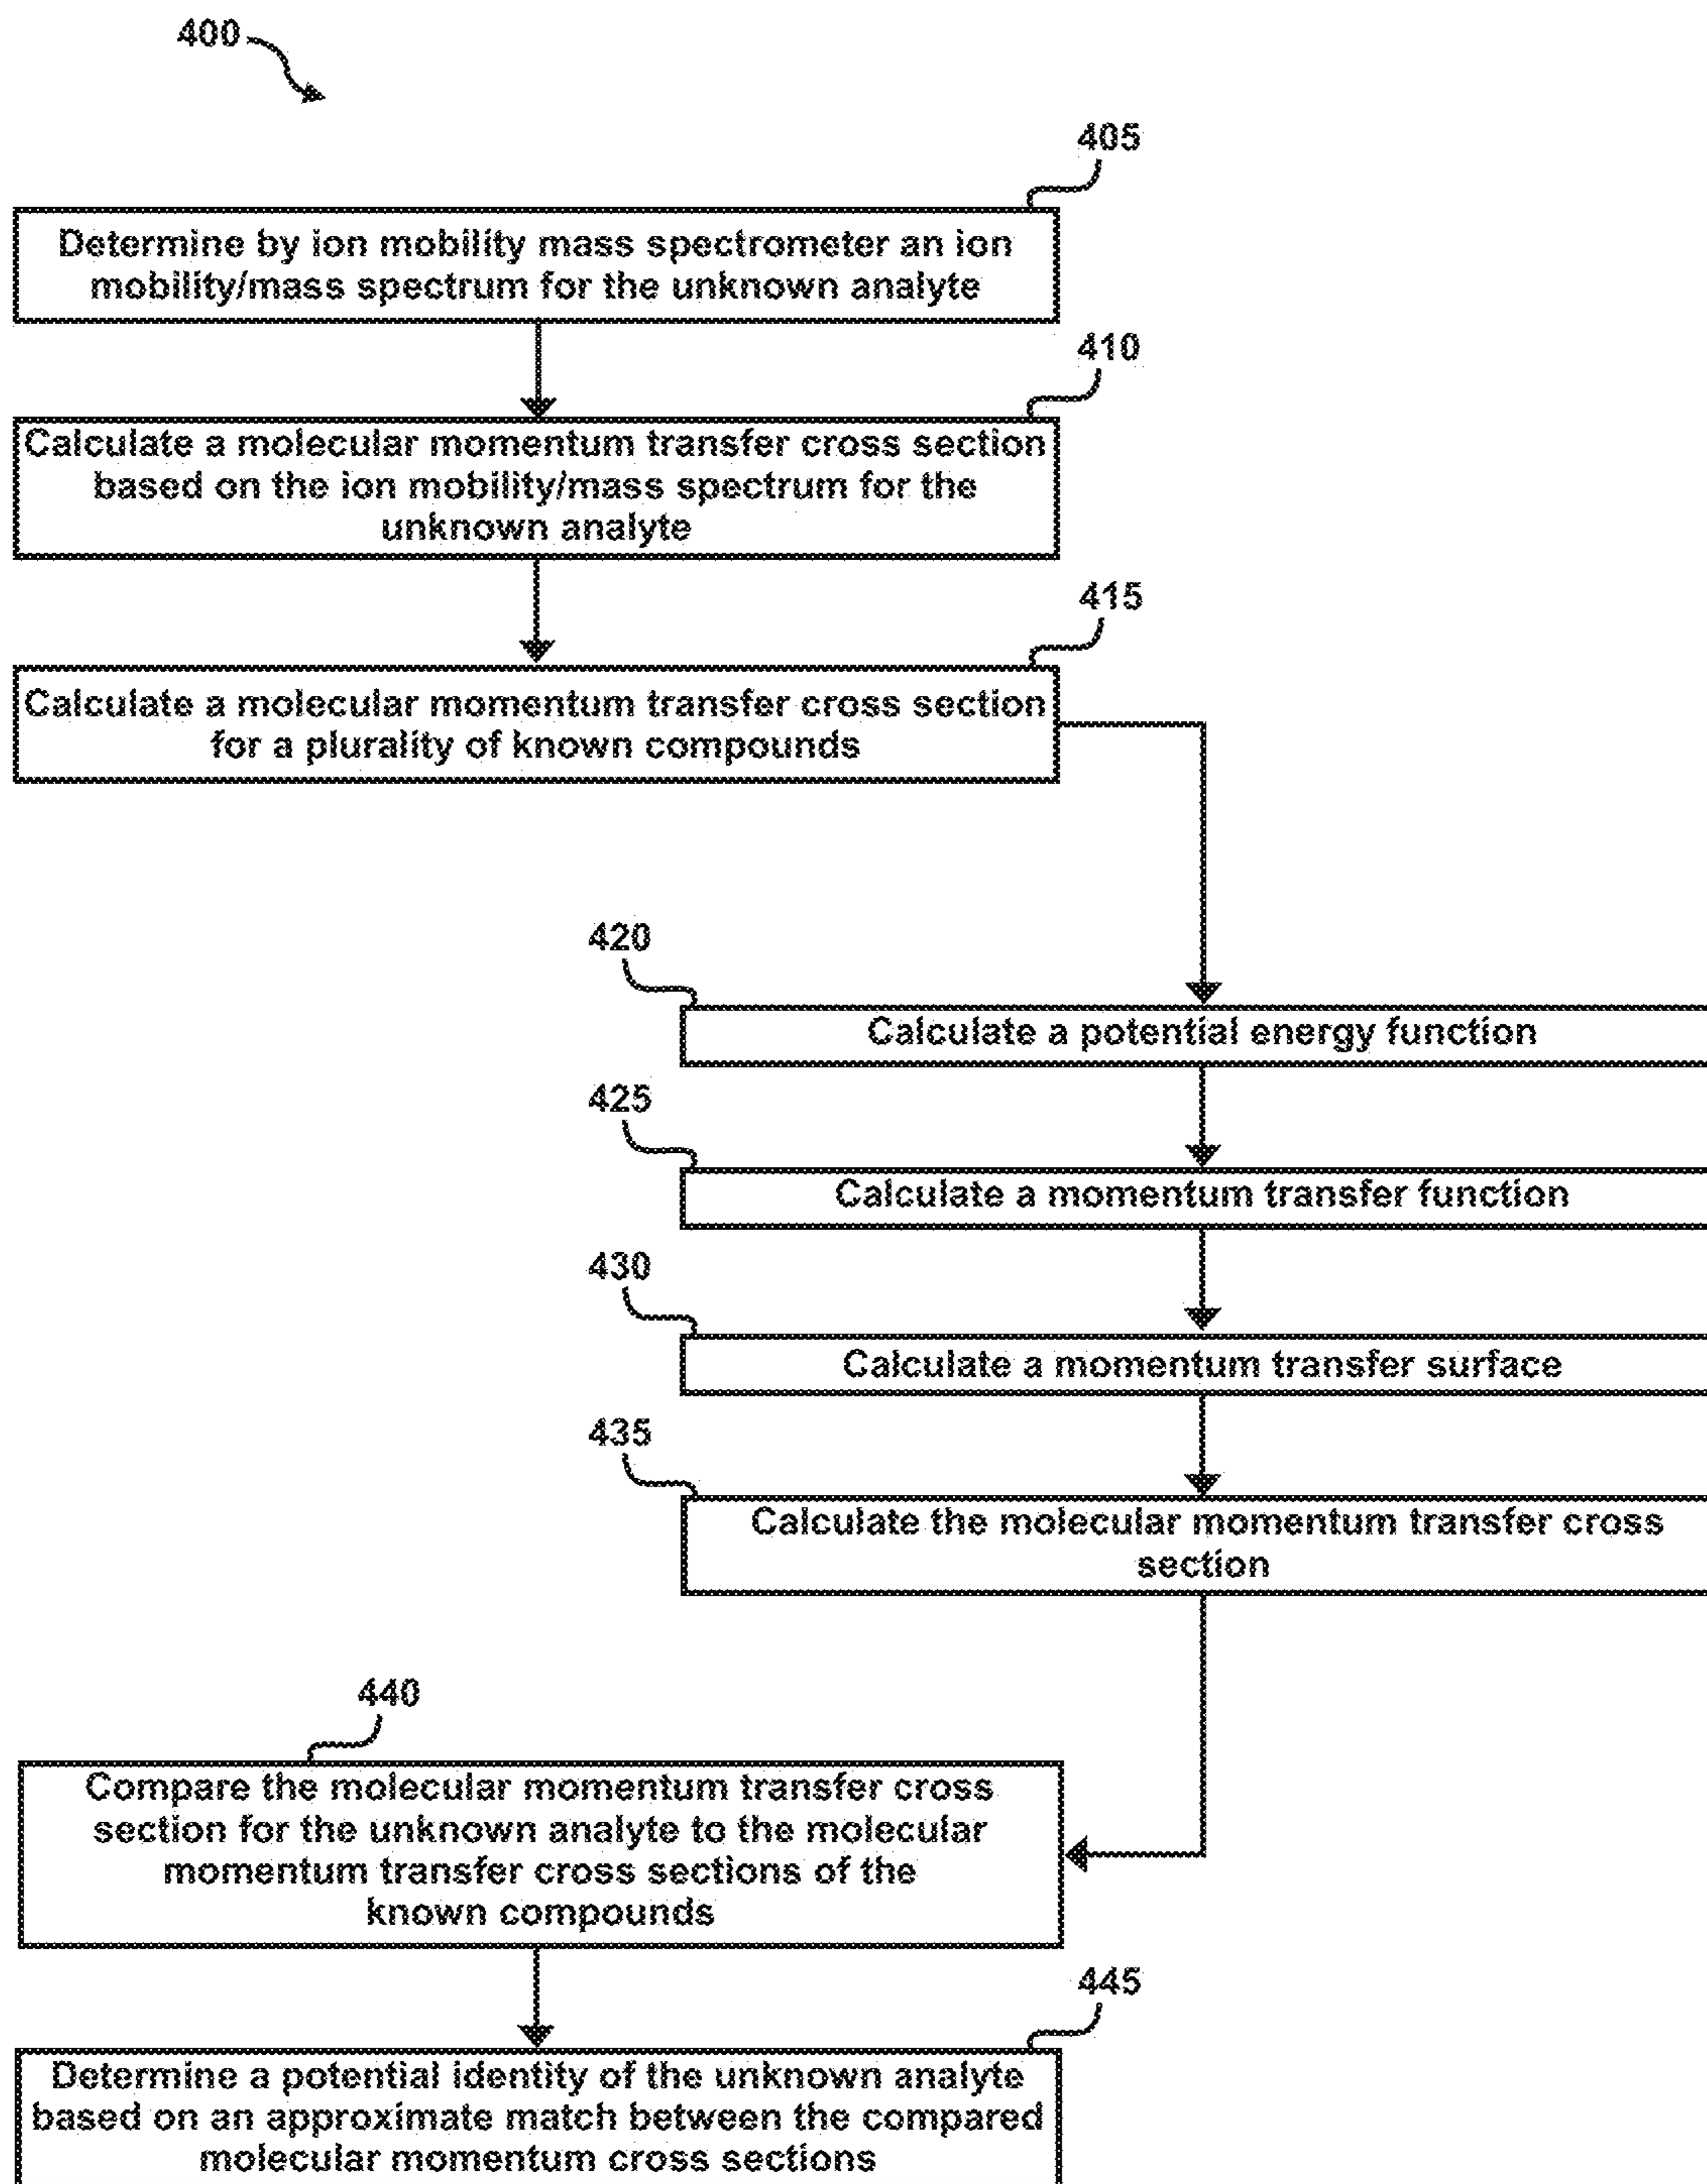 400
405
Determine by ion mobility mass spectrometer an ion
mobility/mass spectrum for the unknown analyte
410
Calculate a molecular momentum transfer cross section
based on the ion mobility/mass spectrum for the
unknown analyte
415
Calculate a molecular momentum transfer cross section
for a plurality of known compounds
420
Calculate a potential energy function
425
Calculate a momentum transfer function
430
Calculate a momentum transfer surface
435
Calculate the molecular momentum transfer cross
section
440
Compare the molecular momentum transfer cross
section for the unknown analyte to the molecular
momentum transfer cross sections of the
known compounds
445
Determine a potential identity of the unknown analyte
based on an approximate match between the compared
molecular momentum cross sections